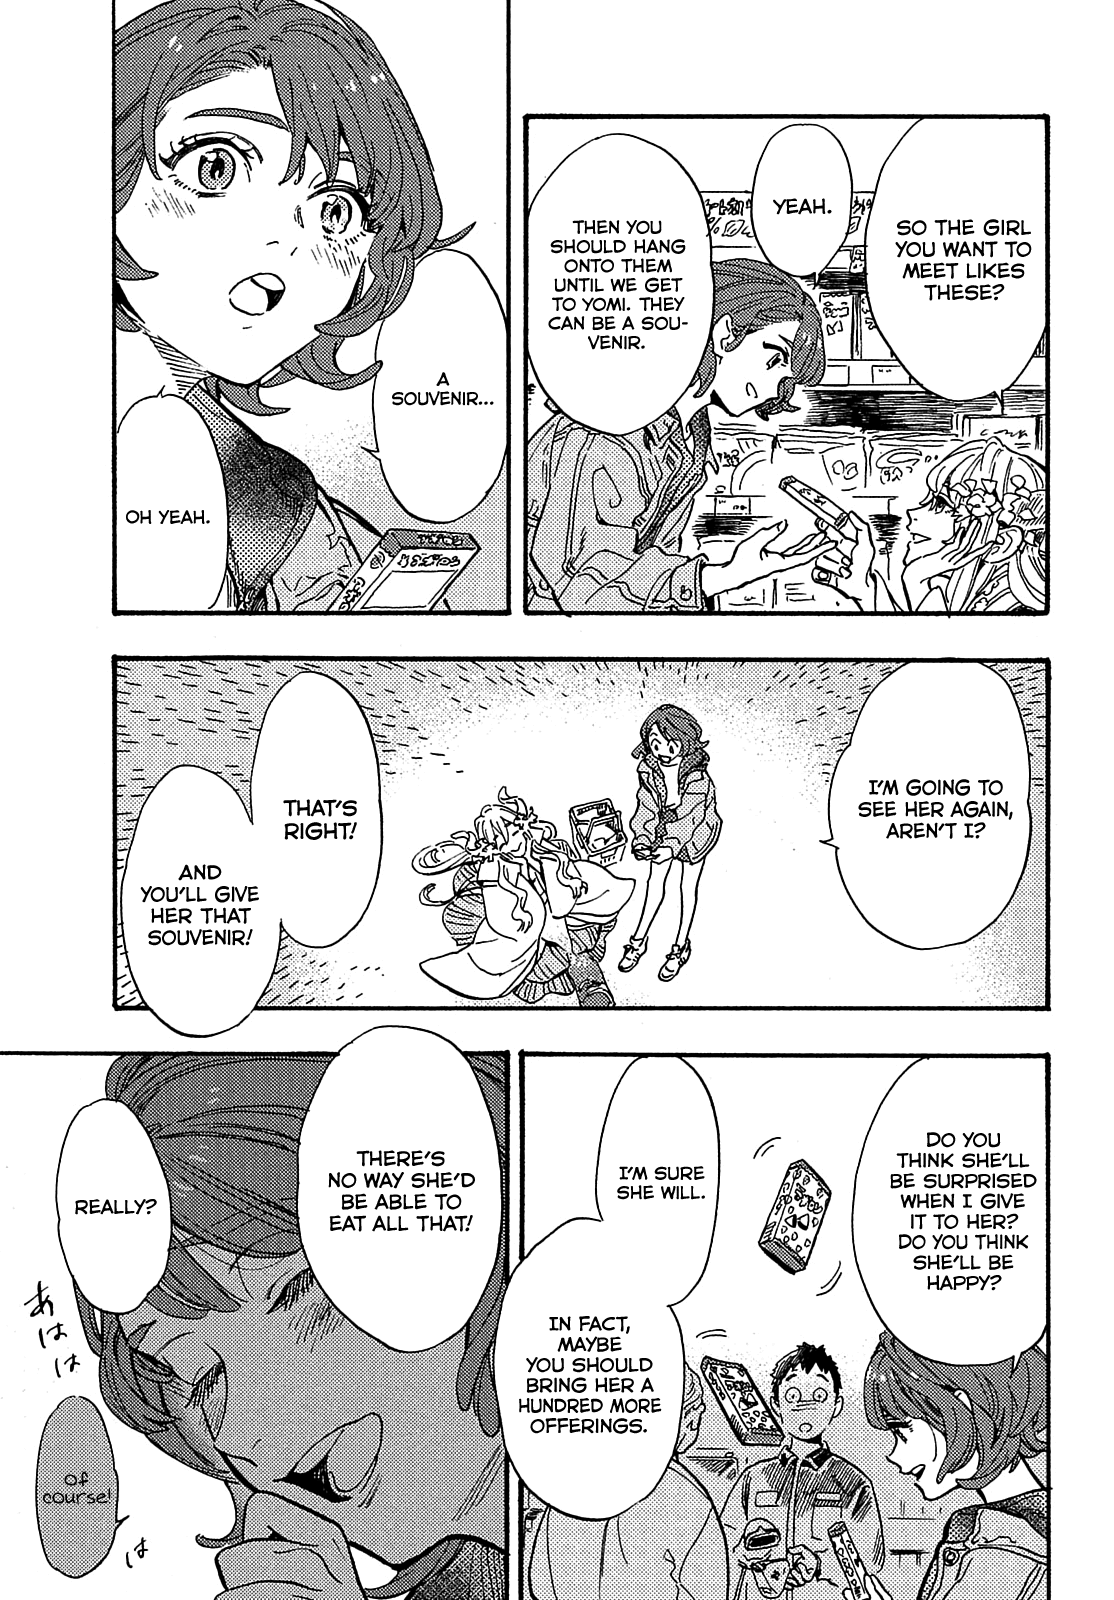 SO THE GIRL
YOU WANT TO
MEET LIKES
THESE?
YEAH.
THEN YOU
SHOULD HANG
ONTO THEM
UNTIL WE GET
TO YOMI. THEY
CAN BE A SOU-
VENIR.
A
SOUVENIR...
OH YEAH.
I'M GOING TO
SEE HER AGAIN,
AREN'T I?
THAT'S
RIGHT!
AND
YOU'LL GIVE
HER THAT
SOUVENIR!
DO YOU
THINK SHE'LL
BE SURPRISED
WHEN I GIVE
IT TO HER?
DO YOU THINK
SHE'LL BE
HAPPY?
I'M SURE
SHE WILL.
IN FACT,
MAYBE
YOU SHOULD
BRING HER A
HUNDRED MORE
OFFERINGS.
THERE'S
NO WAY SHE'D
BE ABLE TO
EAT ALL THAT!
REALLY?
あはは
は
Of
course!